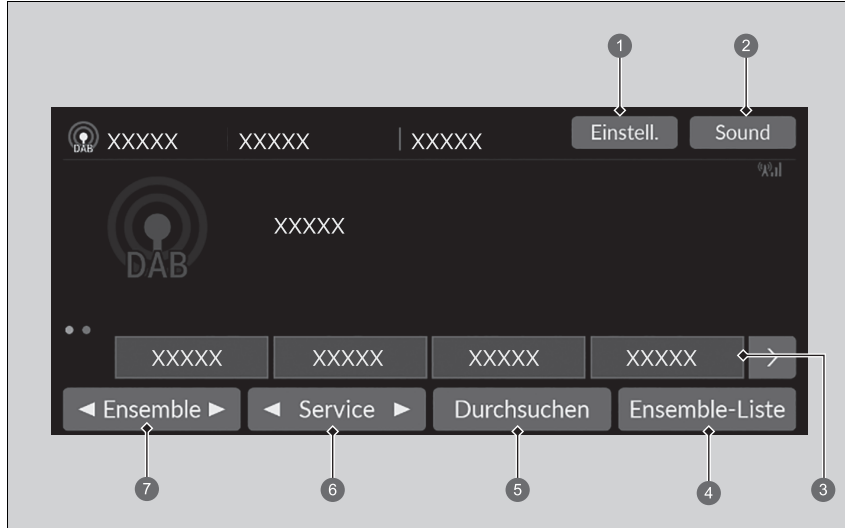 1 2
Einstell. Sound
DAB XXXXX XXXXX XXXXX
DAB
XXXXX
XXXXX XXXXX XXXXX XXXXX >
◄ Ensemble ► ◄ Service ► Durchsuchen Ensemble-Liste
7 6 5 4 3